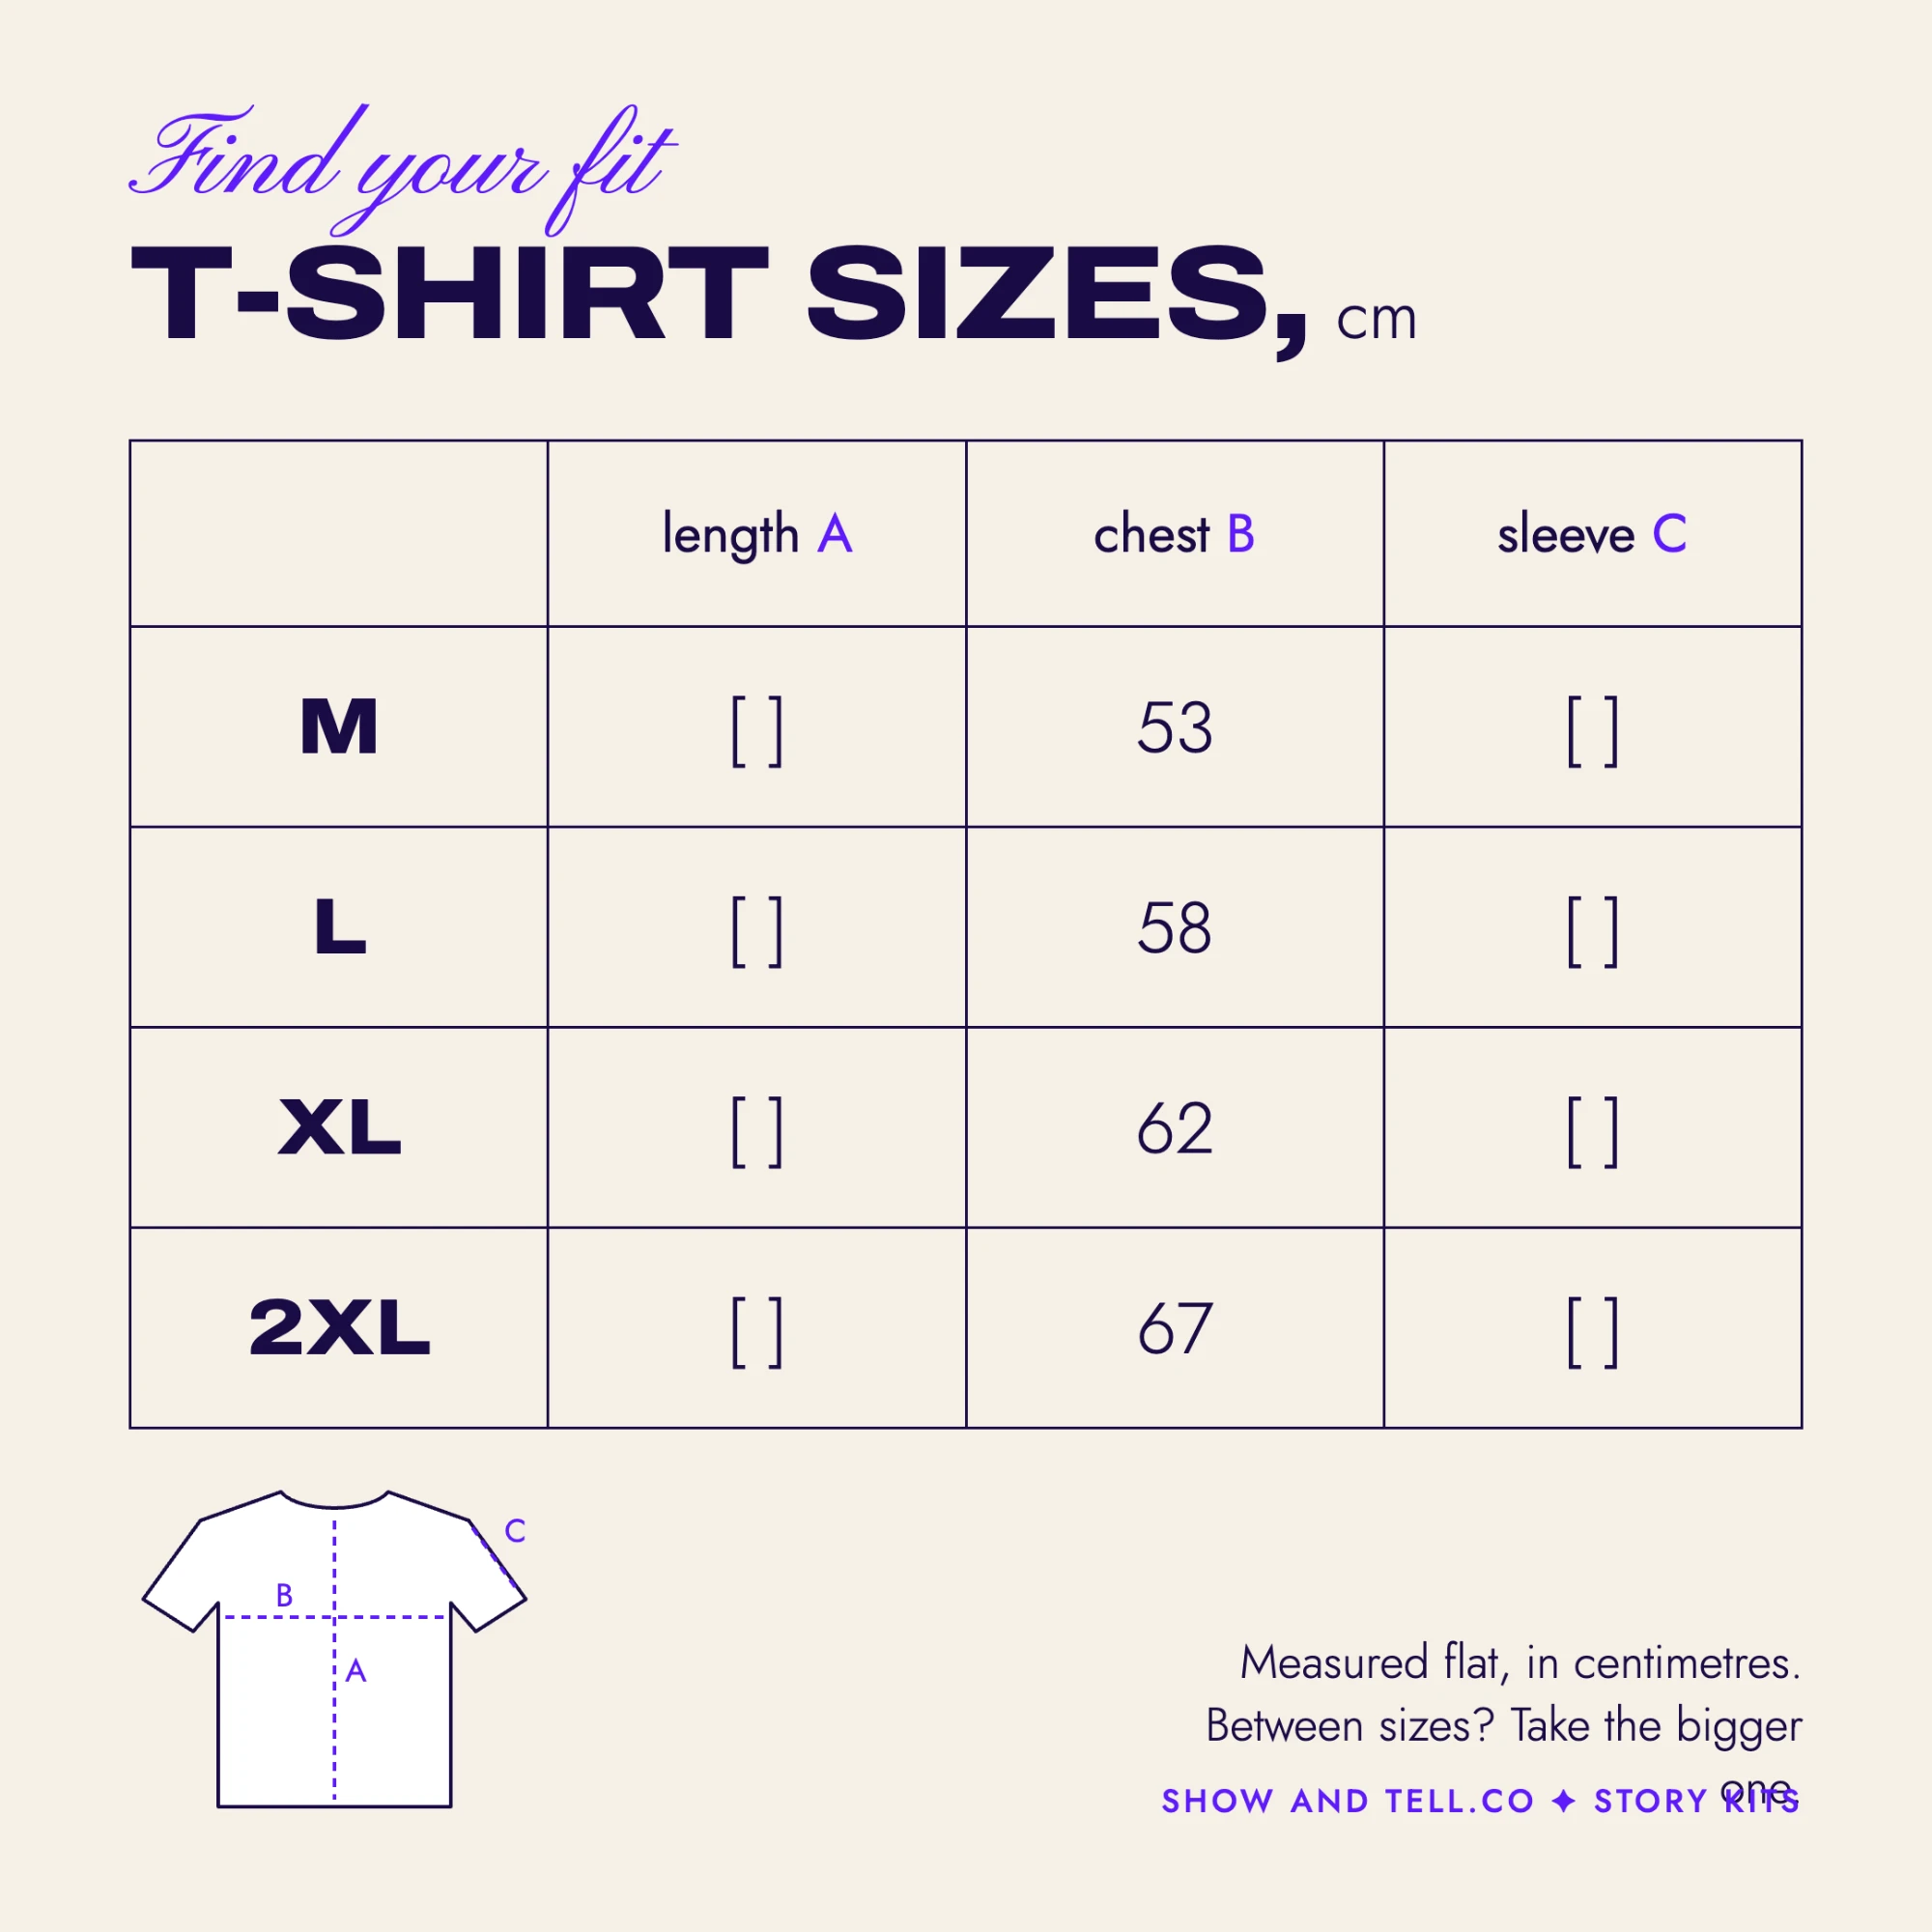 Find your fit
T-SHIRT SIZES, cm
length A chest B sleeve C
M [ ] 53 [ ]
L [ ] 58 [ ]
XL [ ] 62 [ ]
2XL [ ] 67 [ ]
C
B
A
Measured flat, in centimetres.
Between sizes? Take the bigger
one.
SHOW AND TELL.CO ✦ STORY KITS